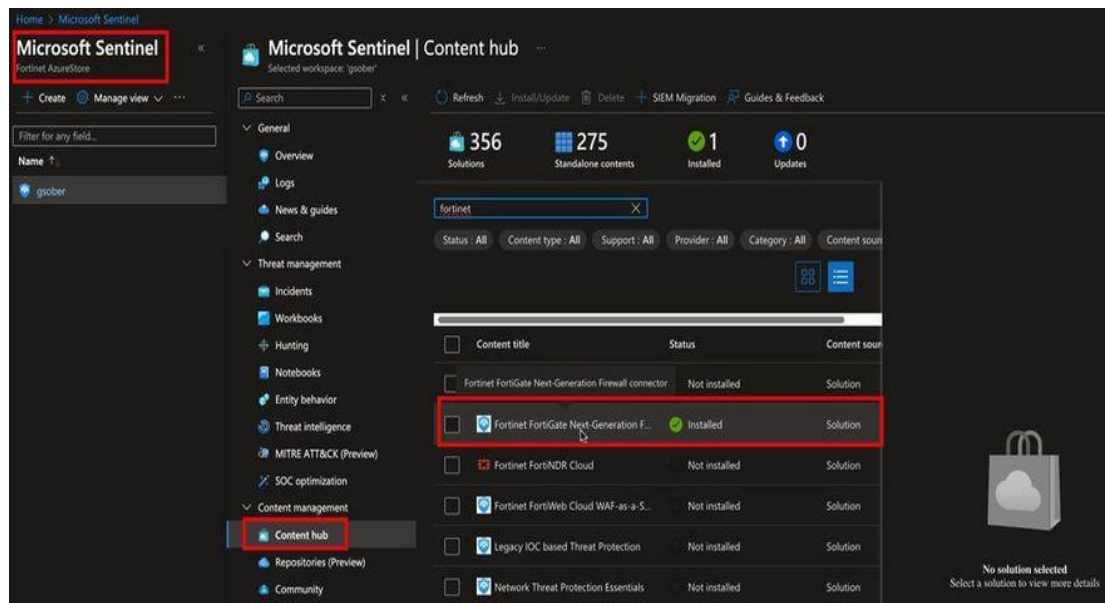 Home > Microsoft Sentinel
Microsoft Sentinel
Fortinet AzureStore
Create Manage view
Filter for any field...
Name
gsober
Microsoft Sentinel | Content hub
Selected workspace: 'gsober'
Search
General
Overview
Logs
News & guides
Search
Threat management
Incidents
Workbooks
Hunting
Notebooks
Entity behavior
Threat intelligence
MITRE ATT&CK (Preview)
SOC optimization
Content management
Content hub
Repositories (Preview)
Community
Refresh Install/Update Delete SIEM Migration Guides & Feedback
356 275 1 0
Solutions Standalone contents Installed Updates
fortinet
Status : All Content type : All Support : All Provider : All Category : All Content sour
Content title Status Content sour
Fortinet FortiGate Next-Generation Firewall connector Not installed Solution
Fortinet FortiGate Next-Generation F... Installed Solution
Fortinet FortiNDR Cloud Not installed Solution
Fortinet FortiWeb Cloud WAF-as-a-S... Not installed Solution
Legacy IOC based Threat Protection Not installed Solution
Network Threat Protection Essentials Not installed Solution
No solution selected
Select a solution to view more details